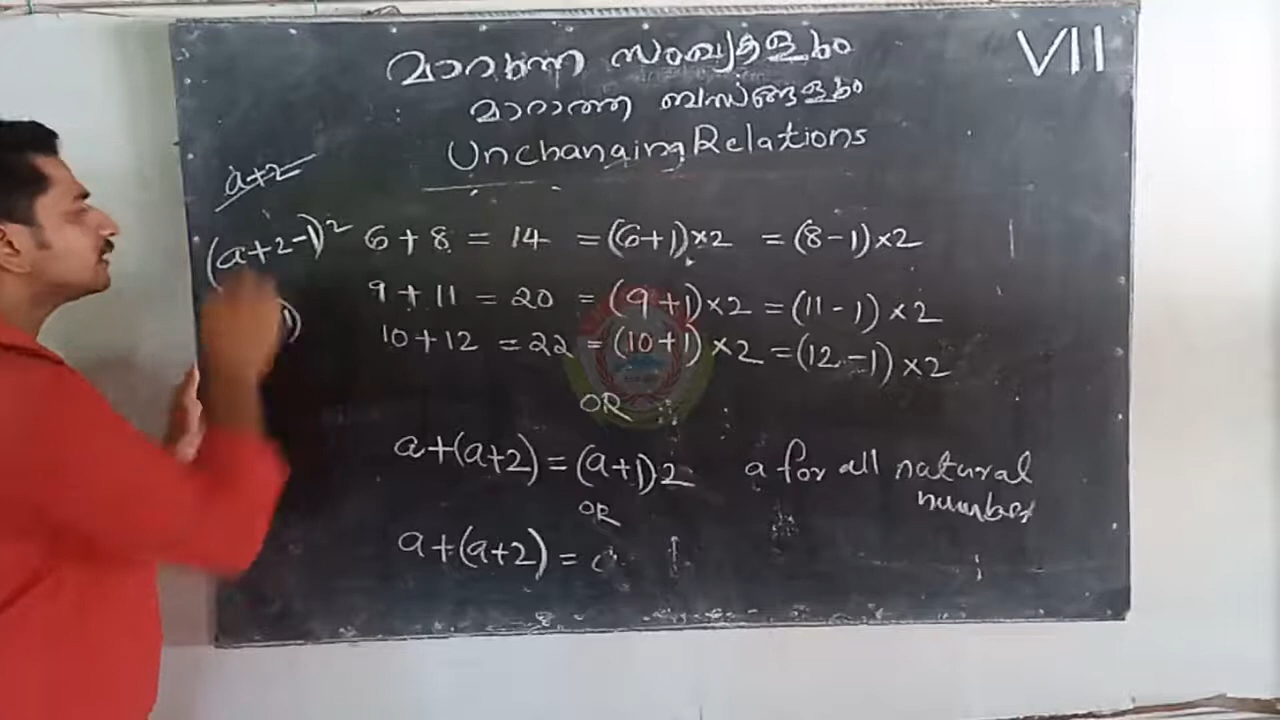 മാറുന്ന സംഖ്യകളും
VII
മാറാത്ത ബന്ധങ്ങളും
Unchanging Relations
a+2
(a+2-1)2
6 + 8 = 14 = (6+1)×2 = (8-1)×2
9 + 11 = 20 = (9+1)×2 = (11-1)×2
10+12 = 22 = (10+1)×2 = (12-1)×2
OR
a+(a+2) = (a+1)2 a for all natural
number
OR
a+(a+2) =